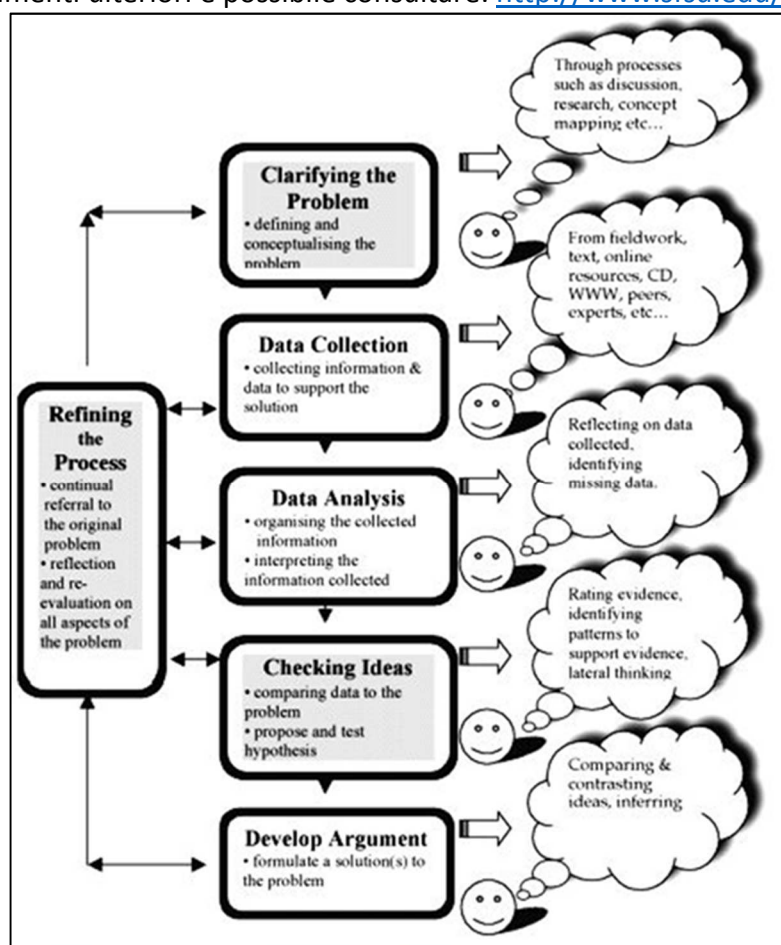 ulteriori è possibile consultare:
Through processes
such as discussion,
research, concept
mapping etc...
Clarifying the
Problem
• defining and
conceptualising the
problem
From fieldwork,
text, online
resources, CD,
WWW, peers,
experts, etc...
Data Collection
• collecting information &
data to support the
solution
Refining
the
Process
• continual
referral to
the original
problem
• reflection
and re-
evaluation on
all aspects of
the problem
Reflecting on data
collected,
identifying
missing data.
Data Analysis
• organising the collected
information
• interpreting the
information collected
Rating evidence,
identifying
patterns to
support evidence,
lateral thinking
Checking Ideas
• comparing data to the
problem
• propose and test
hypothesis
Comparing &
contrasting
ideas, inferring
Develop Argument
• formulate a solution(s) to
the problem